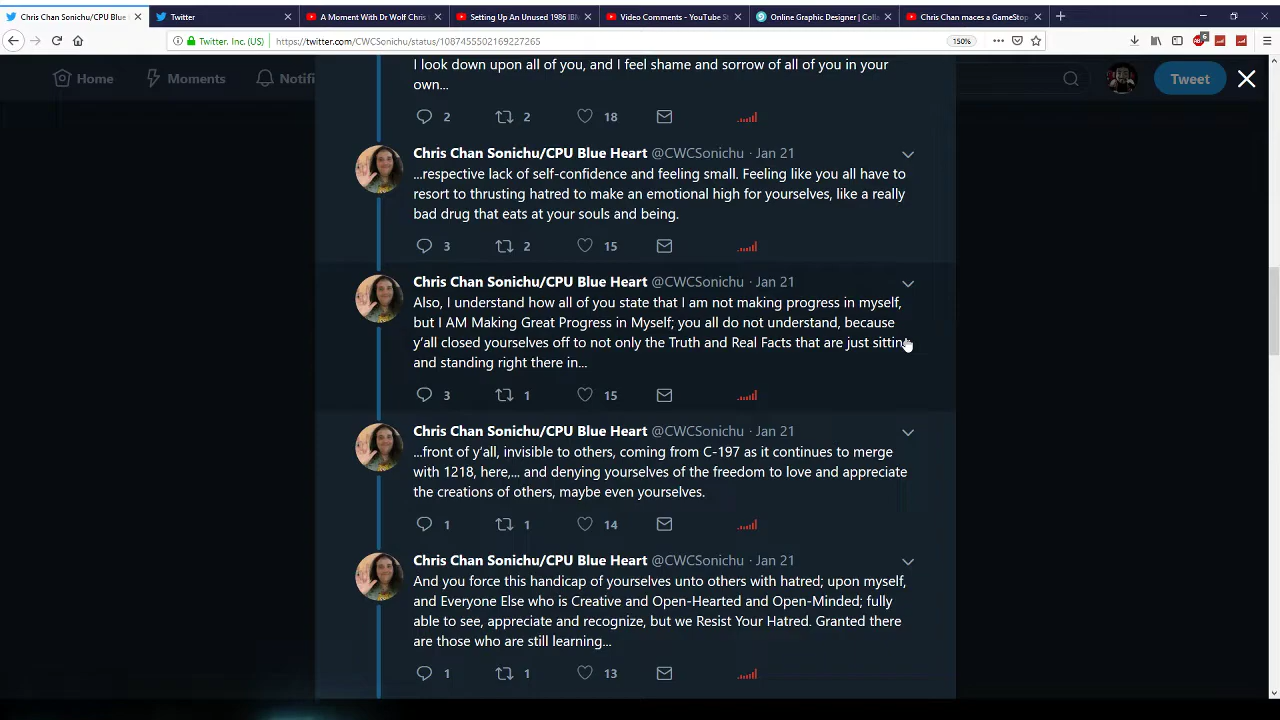 Chris Chan Sonichu/CPU Blue H
Twitter
A Moment With Dr Wolf Chris
Setting Up An Unused 1986 IBM
Video Comments - YouTube S
Online Graphic Designer | Colla
Chris Chan maces a GameStop
Twitter, Inc. (US)
https://twitter.com/CWCSonichu/status/1087455502169227265
150%
6
Home
Moments
Notifi
Tweet
I look down upon all of you, and I feel shame and sorrow of all of you in your
own...
2 2 18
Chris Chan Sonichu/CPU Blue Heart @CWCSonichu · Jan 21
...respective lack of self-confidence and feeling small. Feeling like you all have to
resort to thrusting hatred to make an emotional high for yourselves, like a really
bad drug that eats at your souls and being.
3 2 15
Chris Chan Sonichu/CPU Blue Heart @CWCSonichu · Jan 21
Also, I understand how all of you state that I am not making progress in myself,
but I AM Making Great Progress in Myself; you all do not understand, because
y'all closed yourselves off to not only the Truth and Real Facts that are just sitting
and standing right there in...
3 1 15
Chris Chan Sonichu/CPU Blue Heart @CWCSonichu · Jan 21
...front of y'all, invisible to others, coming from C-197 as it continues to merge
with 1218, here,... and denying yourselves of the freedom to love and appreciate
the creations of others, maybe even yourselves.
1 1 14
Chris Chan Sonichu/CPU Blue Heart @CWCSonichu · Jan 21
And you force this handicap of yourselves unto others with hatred; upon myself,
and Everyone Else who is Creative and Open-Hearted and Open-Minded; fully
able to see, appreciate and recognize, but we Resist Your Hatred. Granted there
are those who are still learning...
1 1 13